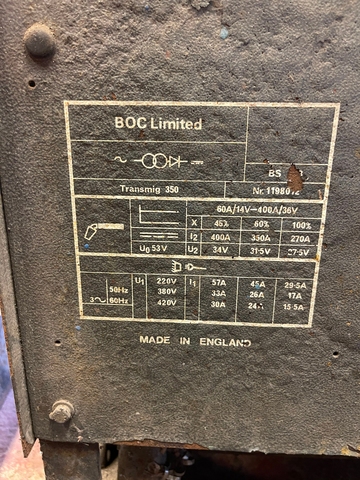 BOC Limited
BS
Transmig 350
Nr. 1198012
60A/14V—400A/36V
X 45% 60% 100%
I2 400A 350A 270A
U0 53V U2 34V 31·5V 27·5V
U1 220V I1 57A 45A 29·5A
50Hz 380V 33A 26A 17A
3~ 60Hz 420V 30A 24A 15·5A
MADE IN ENGLAND